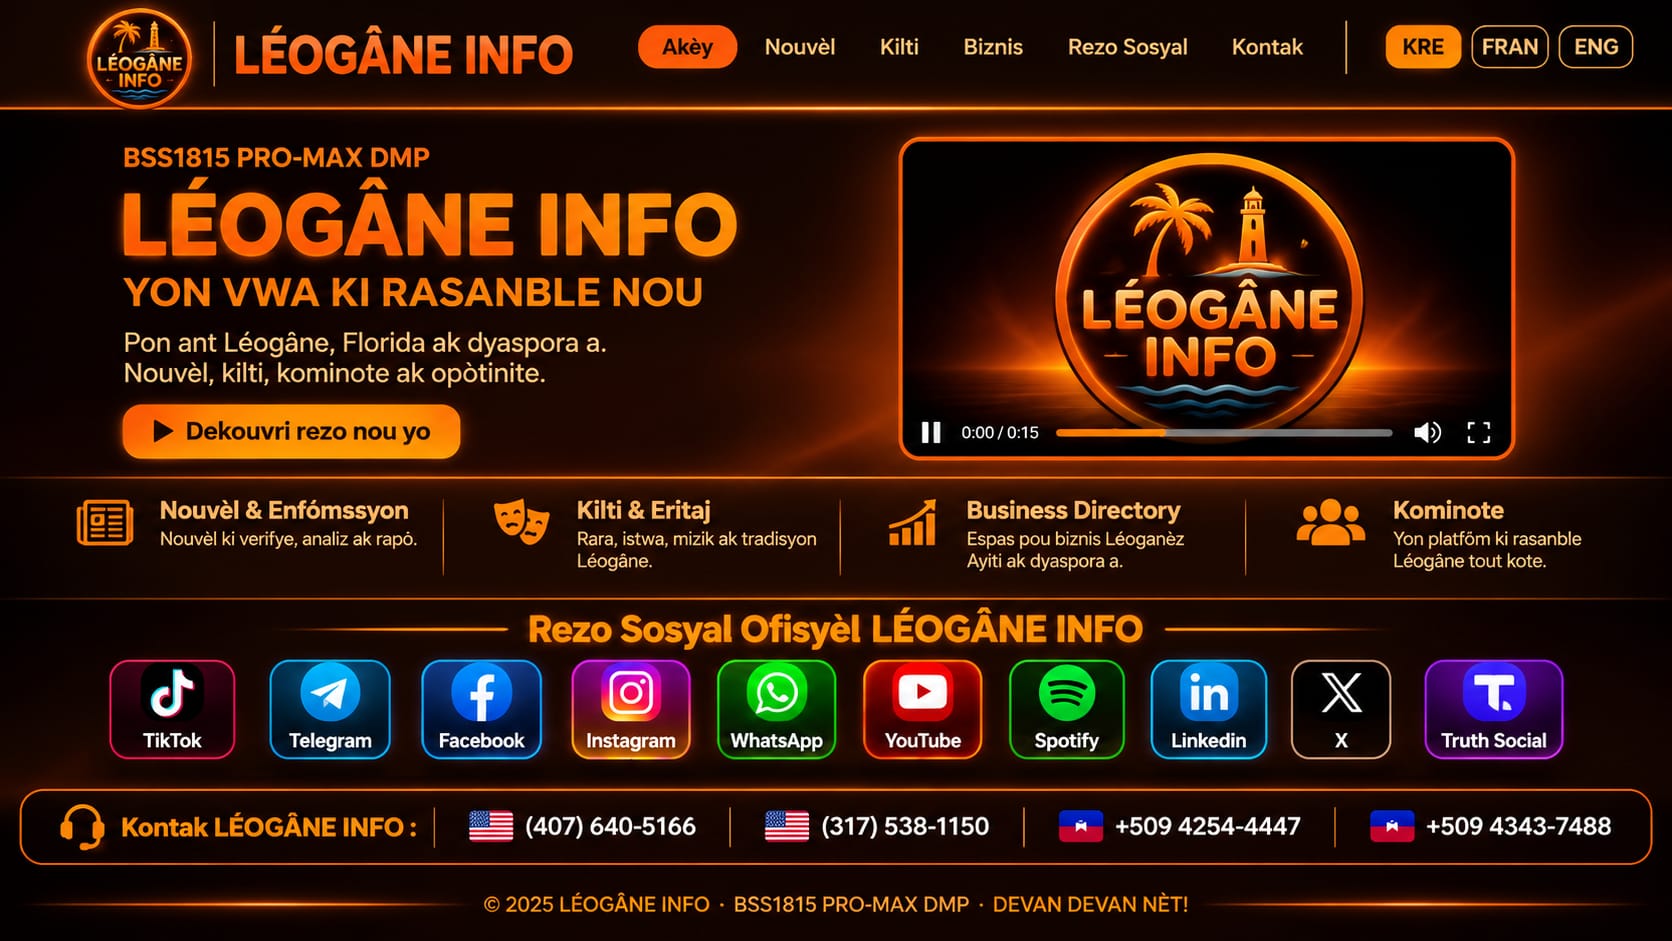 LÉOGÂNE
INFO
LÉOGÂNE INFO
Akèy
Nouvèl
Kilti
Biznis
Rezo Sosyal
Kontak
KRE
FRAN
ENG
BSS1815 PRO-MAX DMP
LÉOGÂNE INFO
YON VWA KI RASANBLE NOU
Pon ant Léogâne, Florida ak dyaspora a.
Nouvèl, kilti, kominote ak opòtinite.
Dekouvri rezo nou yo
LÉOGÂNE
INFO
0:00 / 0:15
Nouvèl & Enfómssyon
Nouvèl ki verifye, analiz ak rapò.
Kilti & Eritaj
Rara, istwa, mizik ak tradisyon
Léogâne.
Business Directory
Espas pou biznis Léoganèz
Ayiti ak dyaspora a.
Kominote
Yon platfôm ki rasanble
Léogâne tout kote.
Rezo Sosyal Ofisyèl LÉOGÂNE INFO
TikTok
Telegram
Facebook
Instagram
WhatsApp
YouTube
Spotify
Linkedin
X
Truth Social
Kontak LÉOGÂNE INFO :
(407) 640-5166
(317) 538-1150
+509 4254-4447
+509 4343-7488
© 2025 LÉOGÂNE INFO · BSS1815 PRO-MAX DMP · DEVAN DEVAN NÈT!